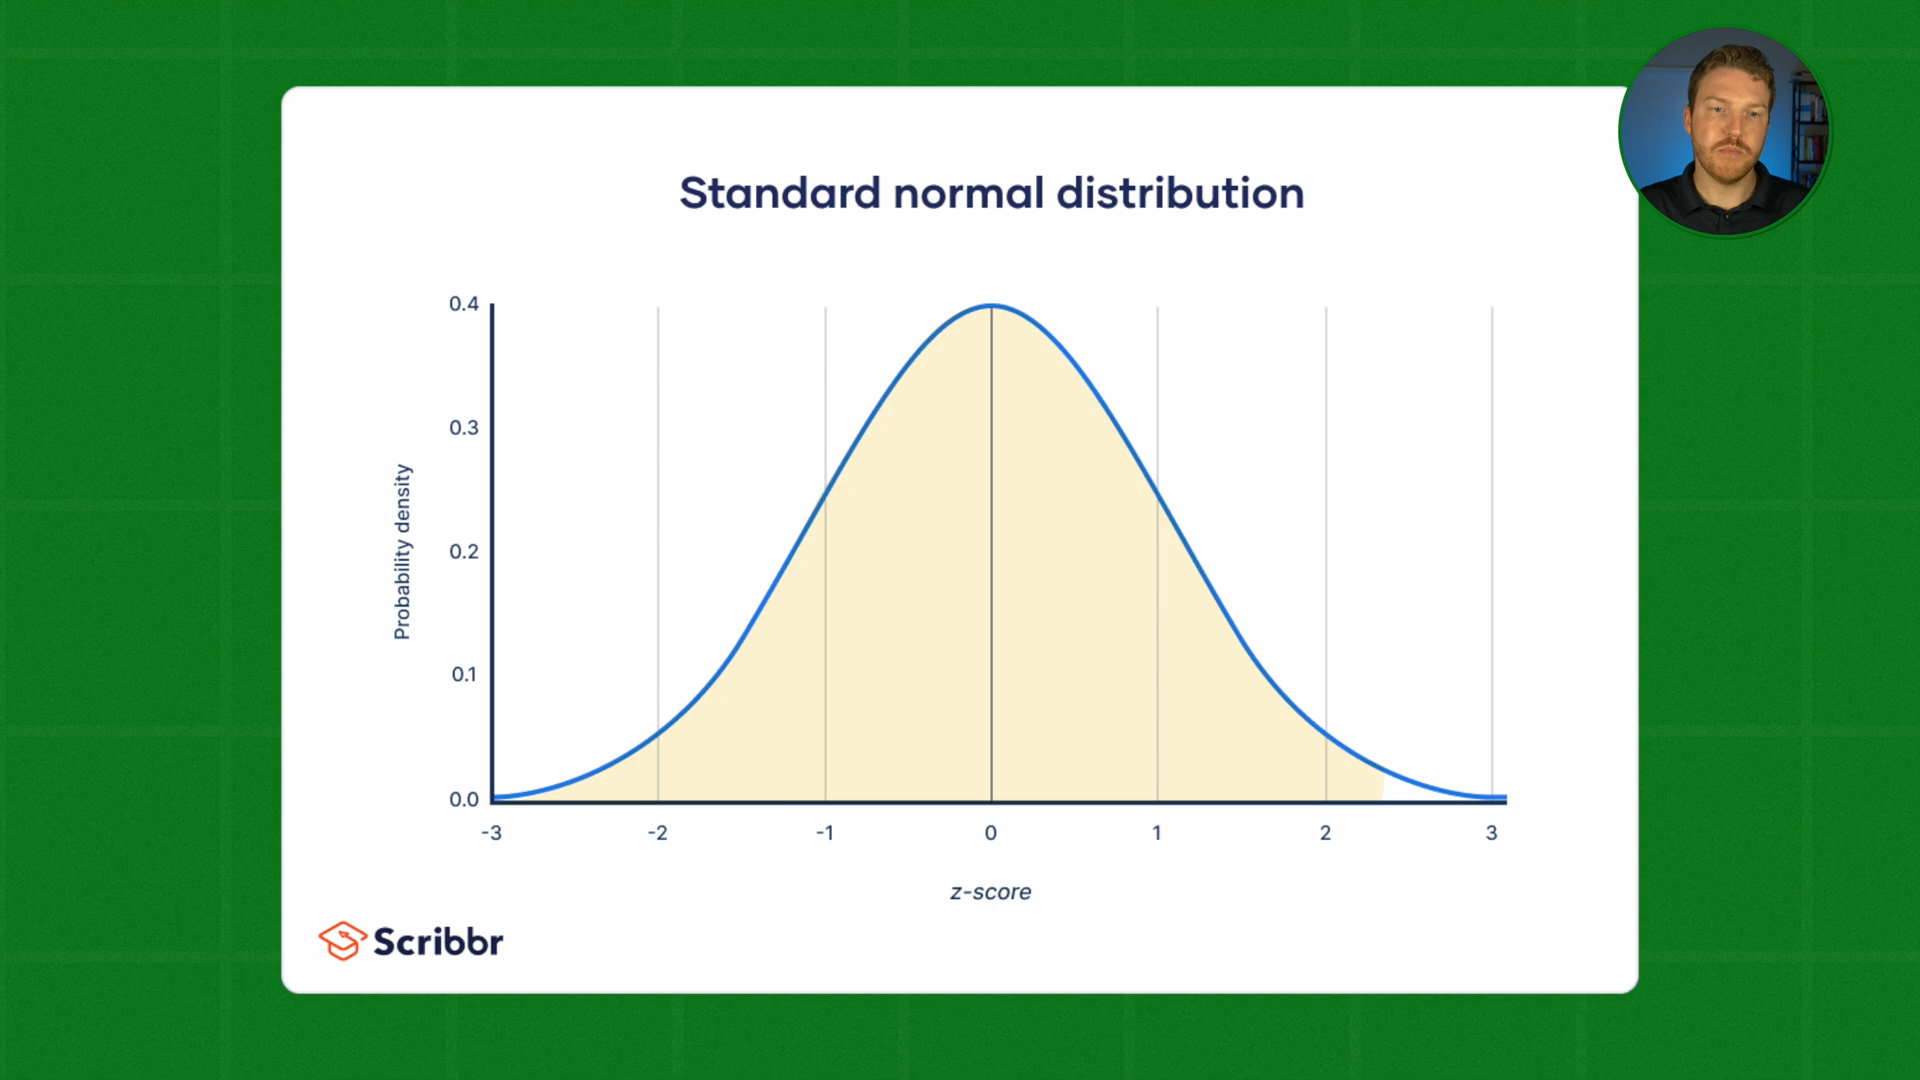 Standard normal distribution
0.4
0.3
0.2
0.1
0.0
Probability density
-3 -2 -1 0 1 2 3
z-score
Scribbr